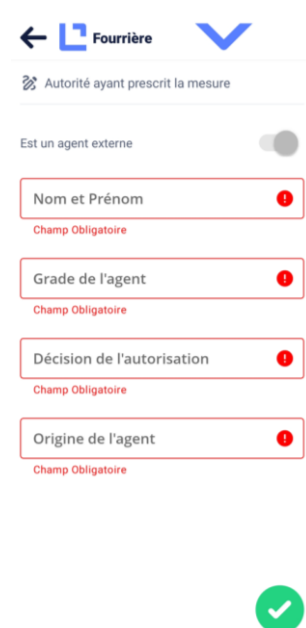 Fourrière
Autorité ayant prescrit la mesure
Est un agent externe
Nom et Prénom
Champ Obligatoire
Grade de l'agent
Champ Obligatoire
Décision de l'autorisation
Champ Obligatoire
Origine de l'agent
Champ Obligatoire